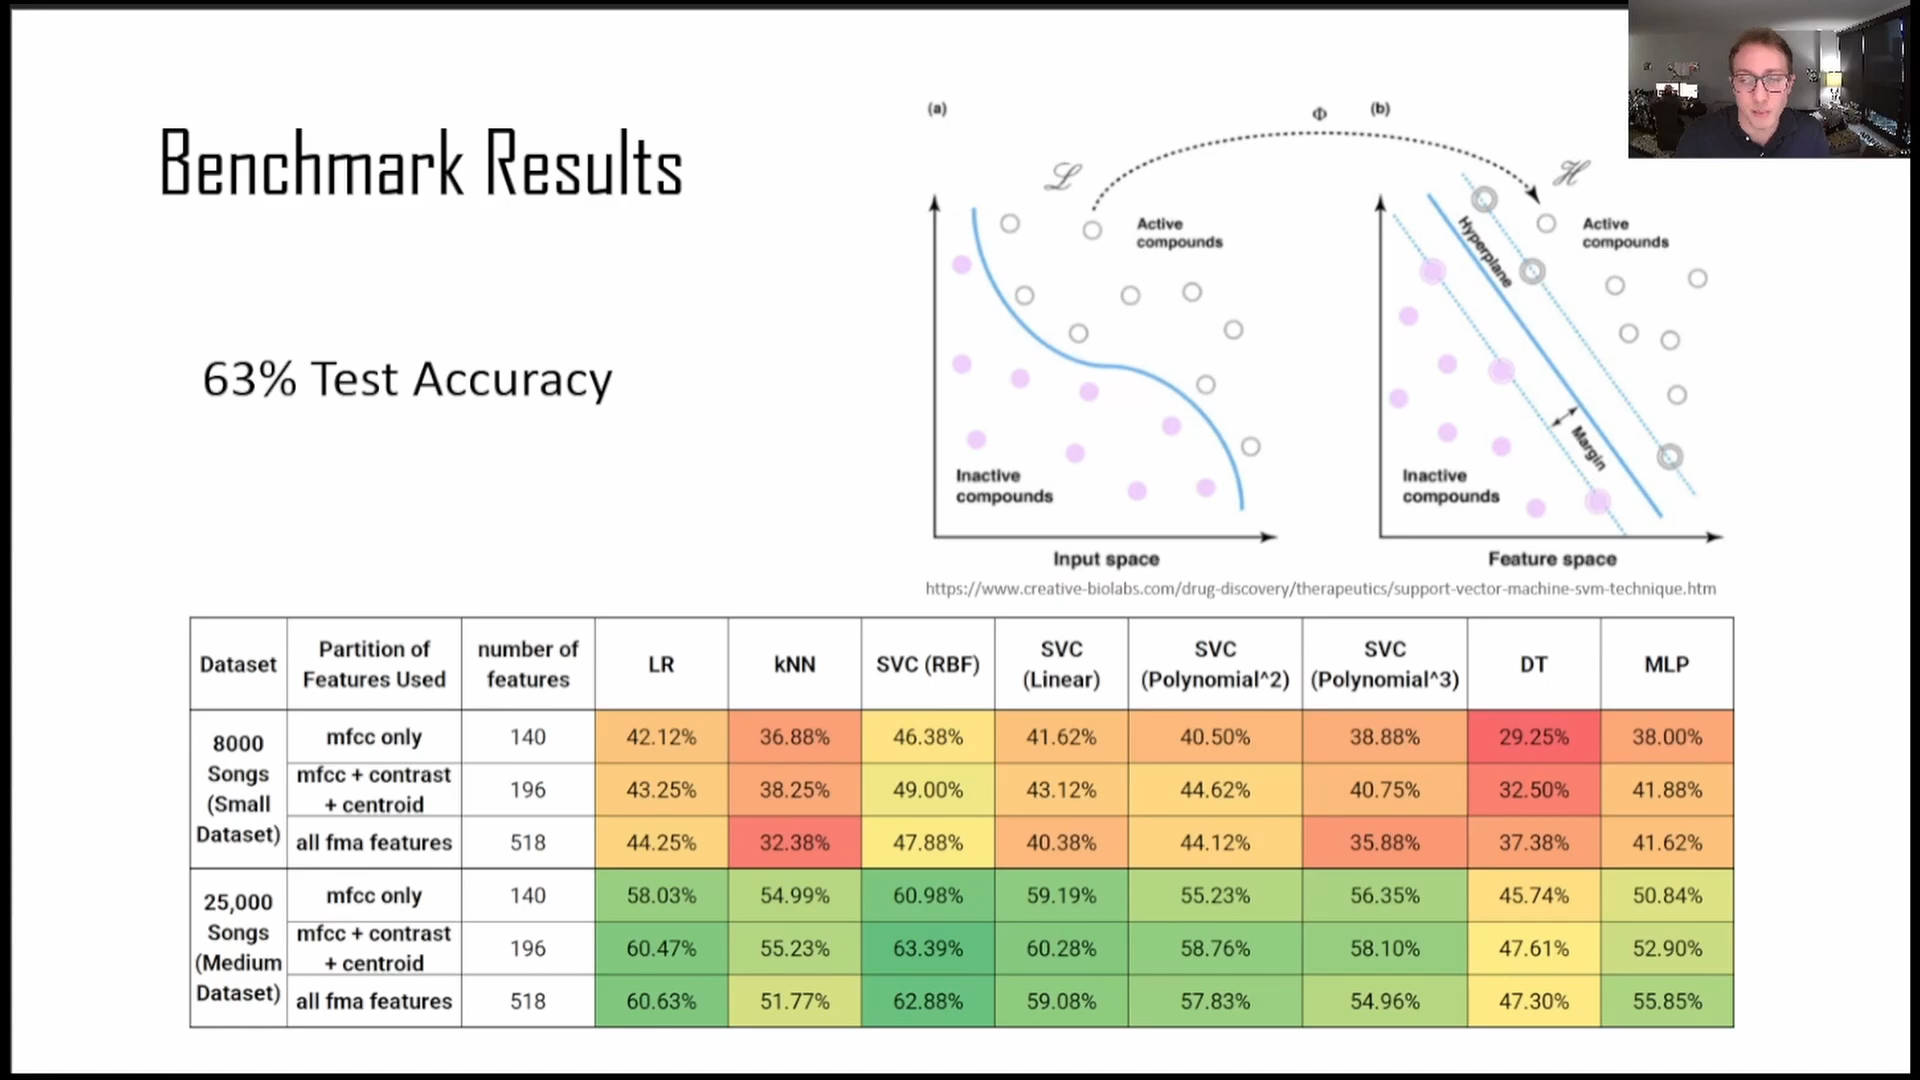 Benchmark Results
63% Test Accuracy
(a)
Φ
(b)
ℒ
ℋ
Active
compounds
Inactive
compounds
Input space
Active
compounds
Hyperplane
Margin
Inactive
compounds
Feature space
https://www.creative-biolabs.com/drug-discovery/therapeutics/support-vector-machine-svm-technique.htm
Dataset
Partition of
Features Used
number of
features
LR
kNN
SVC (RBF)
SVC
(Linear)
SVC
(Polynomial^2)
SVC
(Polynomial^3)
DT
MLP
8000
Songs
(Small
Dataset)
mfcc only 140 42.12% 36.88% 46.38% 41.62% 40.50% 38.88% 29.25% 38.00%
mfcc + contrast
+ centroid
196 43.25% 38.25% 49.00% 43.12% 44.62% 40.75% 32.50% 41.88%
all fma features 518 44.25% 32.38% 47.88% 40.38% 44.12% 35.88% 37.38% 41.62%
25,000
Songs
(Medium
Dataset)
mfcc only 140 58.03% 54.99% 60.98% 59.19% 55.23% 56.35% 45.74% 50.84%
mfcc + contrast
+ centroid
196 60.47% 55.23% 63.39% 60.28% 58.76% 58.10% 47.61% 52.90%
all fma features 518 60.63% 51.77% 62.88% 59.08% 57.83% 54.96% 47.30% 55.85%